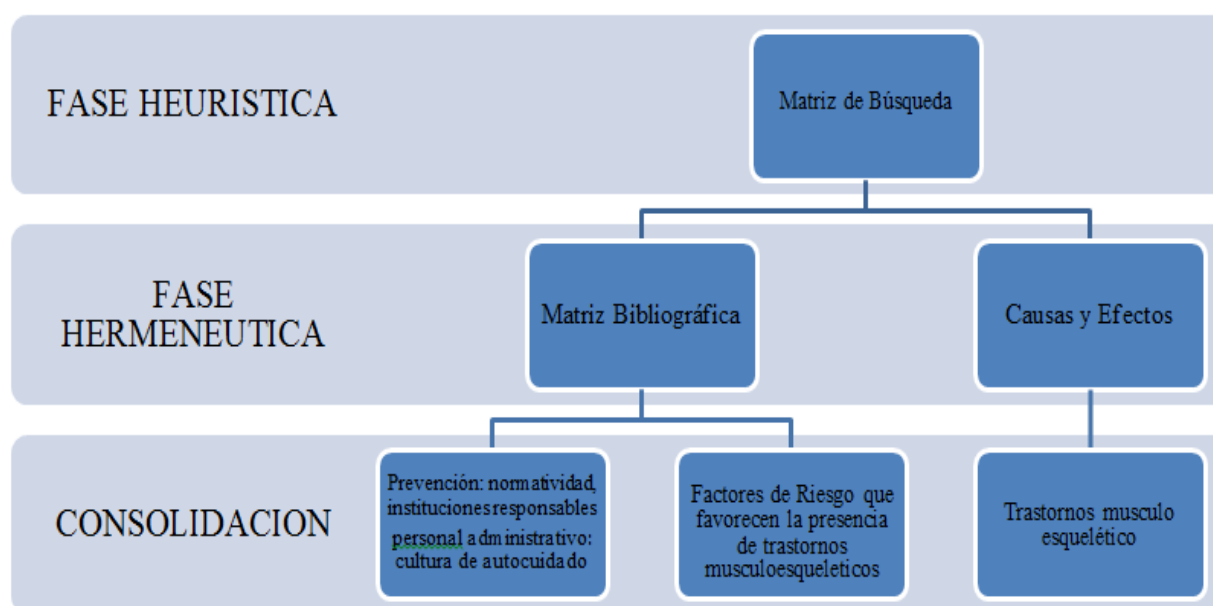 FASE HEURISTICA
Matriz de Búsqueda
FASE
HERMENEUTICA
Matriz Bibliográfica
Causas y Efectos
CONSOLIDACION
Prevención: normatividad,
instituciones responsables
personal administrativo:
cultura de autocuidado
Factores de Riesgo que
favorecen la presencia
de trastornos
musculoesqueleticos
Trastornos musculo
esquelético